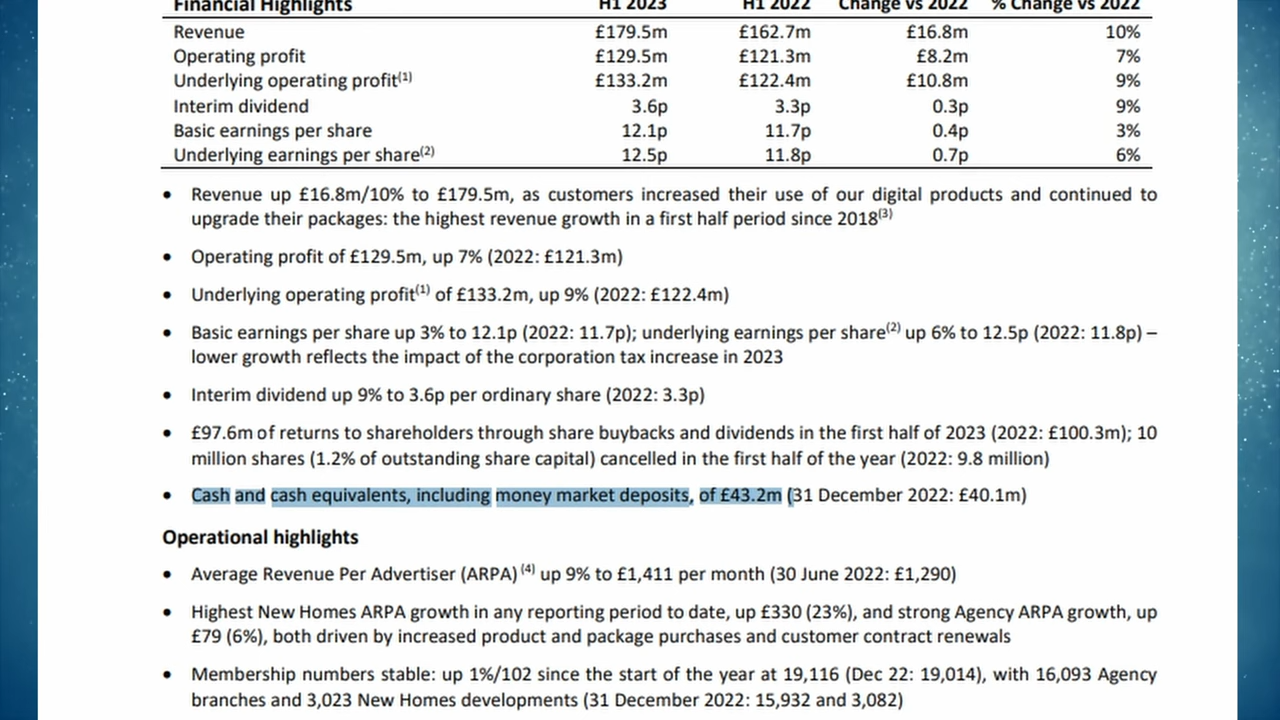 Financial Highlights H1 2023 H1 2022 Change vs 2022 % Change vs 2022
Revenue £179.5m £162.7m £16.8m 10%
Operating profit £129.5m £121.3m £8.2m 7%
Underlying operating profit(1) £133.2m £122.4m £10.8m 9%
Interim dividend 3.6p 3.3p 0.3p 9%
Basic earnings per share 12.1p 11.7p 0.4p 3%
Underlying earnings per share(2) 12.5p 11.8p 0.7p 6%
• Revenue up £16.8m/10% to £179.5m, as customers increased their use of our digital products and continued to
upgrade their packages: the highest revenue growth in a first half period since 2018(3)
• Operating profit of £129.5m, up 7% (2022: £121.3m)
• Underlying operating profit(1) of £133.2m, up 9% (2022: £122.4m)
• Basic earnings per share up 3% to 12.1p (2022: 11.7p); underlying earnings per share(2) up 6% to 12.5p (2022: 11.8p) –
lower growth reflects the impact of the corporation tax increase in 2023
• Interim dividend up 9% to 3.6p per ordinary share (2022: 3.3p)
• £97.6m of returns to shareholders through share buybacks and dividends in the first half of 2023 (2022: £100.3m); 10
million shares (1.2% of outstanding share capital) cancelled in the first half of the year (2022: 9.8 million)
• Cash and cash equivalents, including money market deposits, of £43.2m (31 December 2022: £40.1m)
Operational highlights
• Average Revenue Per Advertiser (ARPA) (4) up 9% to £1,411 per month (30 June 2022: £1,290)
• Highest New Homes ARPA growth in any reporting period to date, up £330 (23%), and strong Agency ARPA growth, up
£79 (6%), both driven by increased product and package purchases and customer contract renewals
• Membership numbers stable: up 1%/102 since the start of the year at 19,116 (Dec 22: 19,014), with 16,093 Agency
branches and 3,023 New Homes developments (31 December 2022: 15,932 and 3,082)